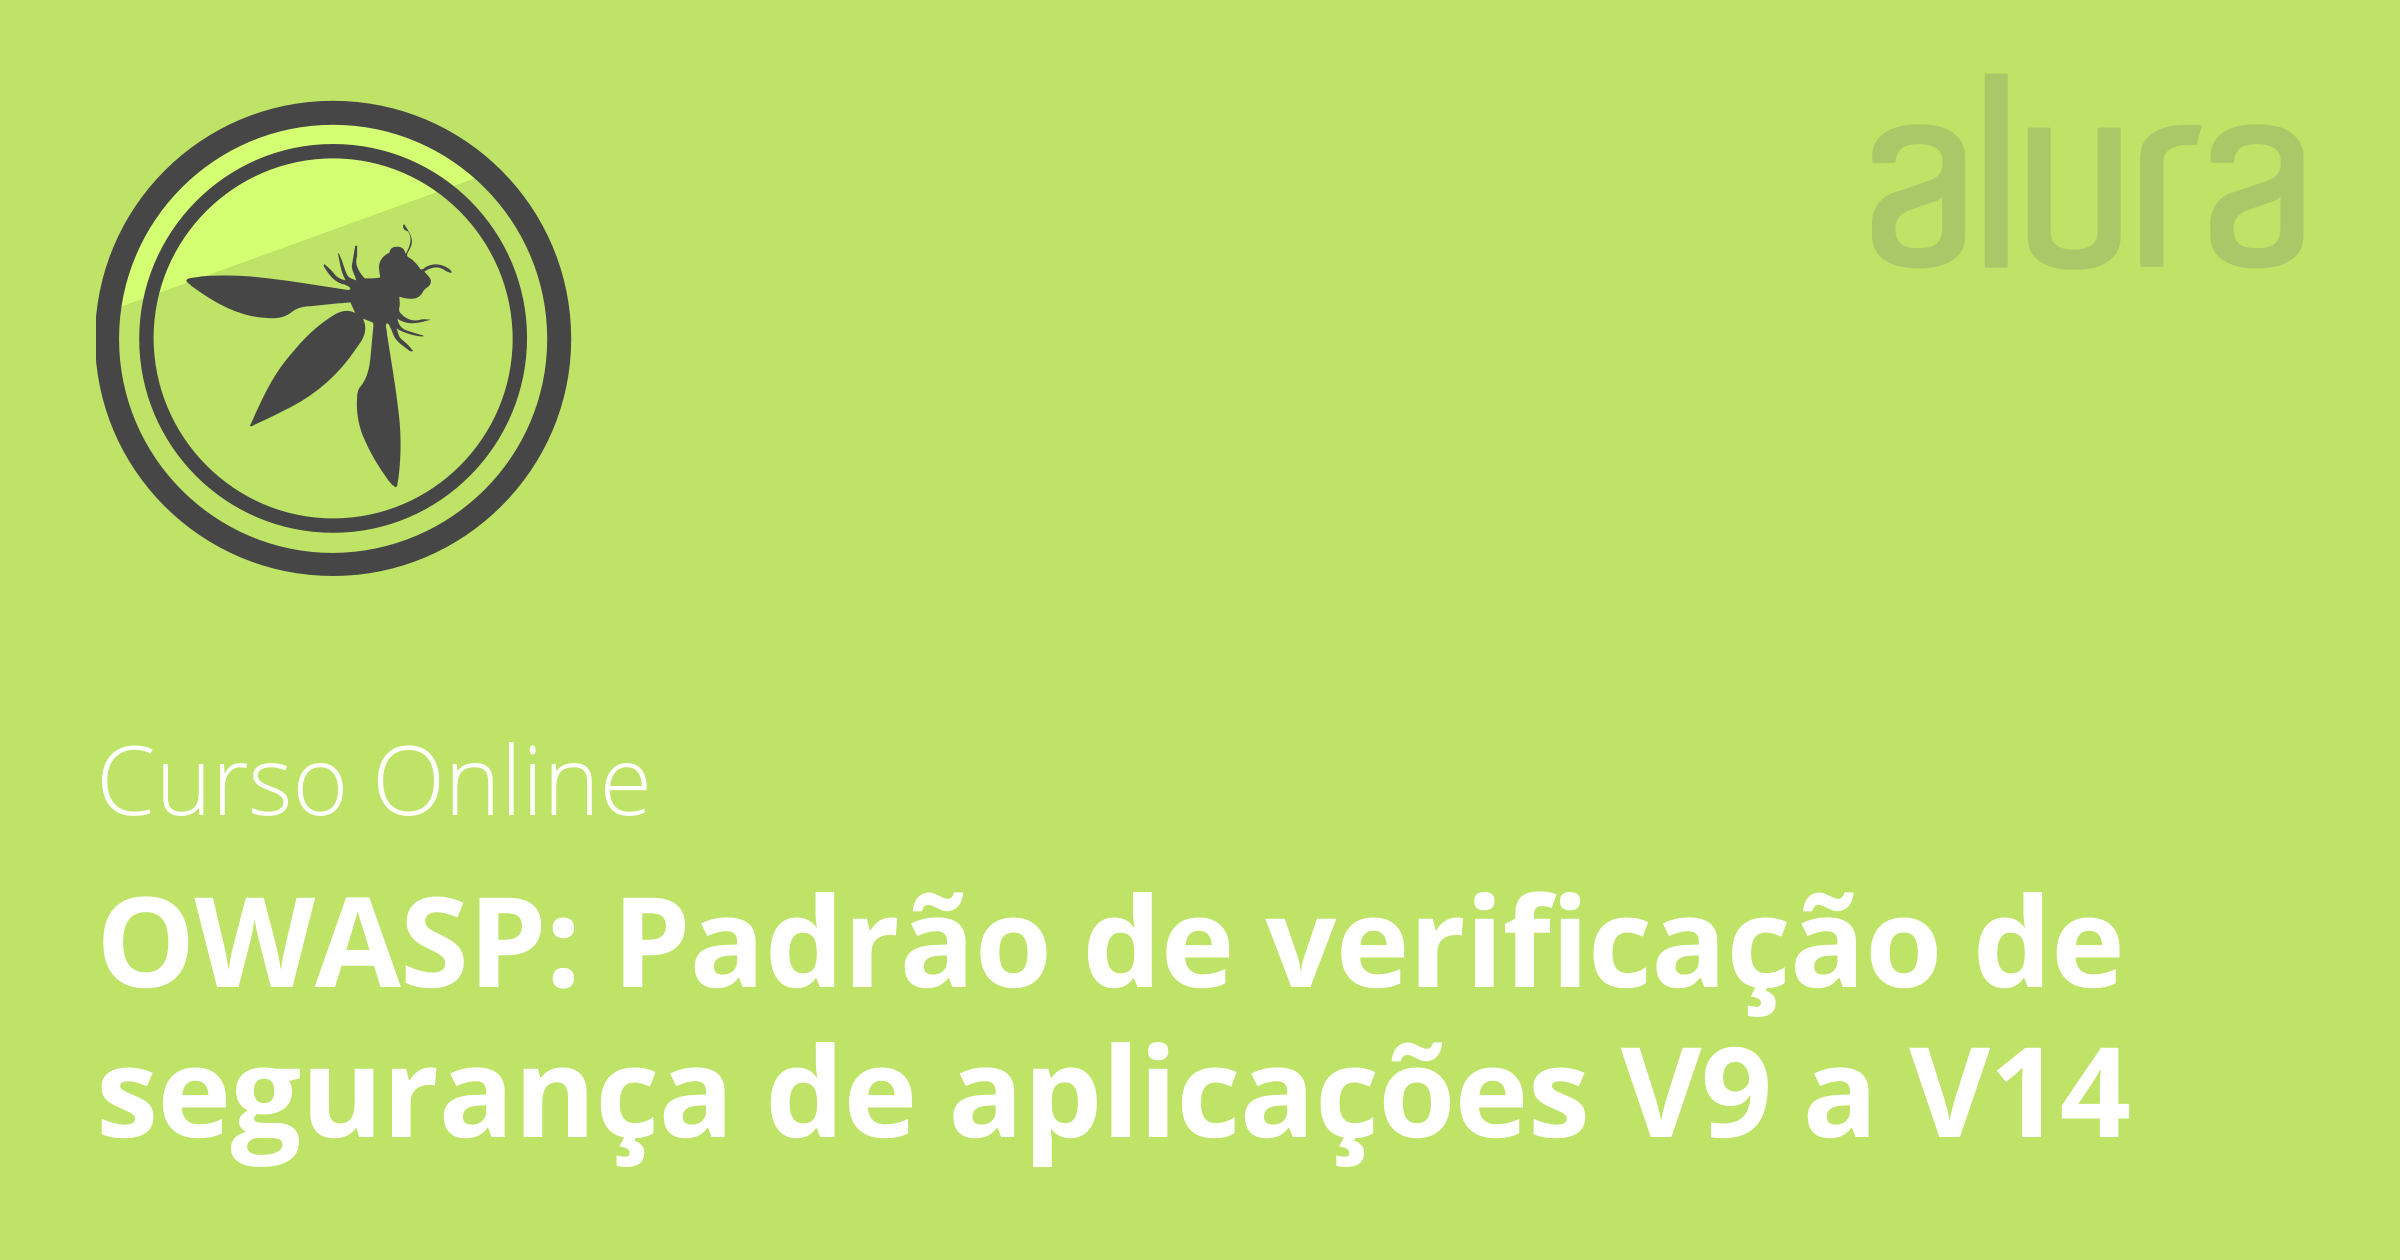 alura
Curso Online
OWASP: Padrão de verificação de
segurança de aplicações V9 a V14